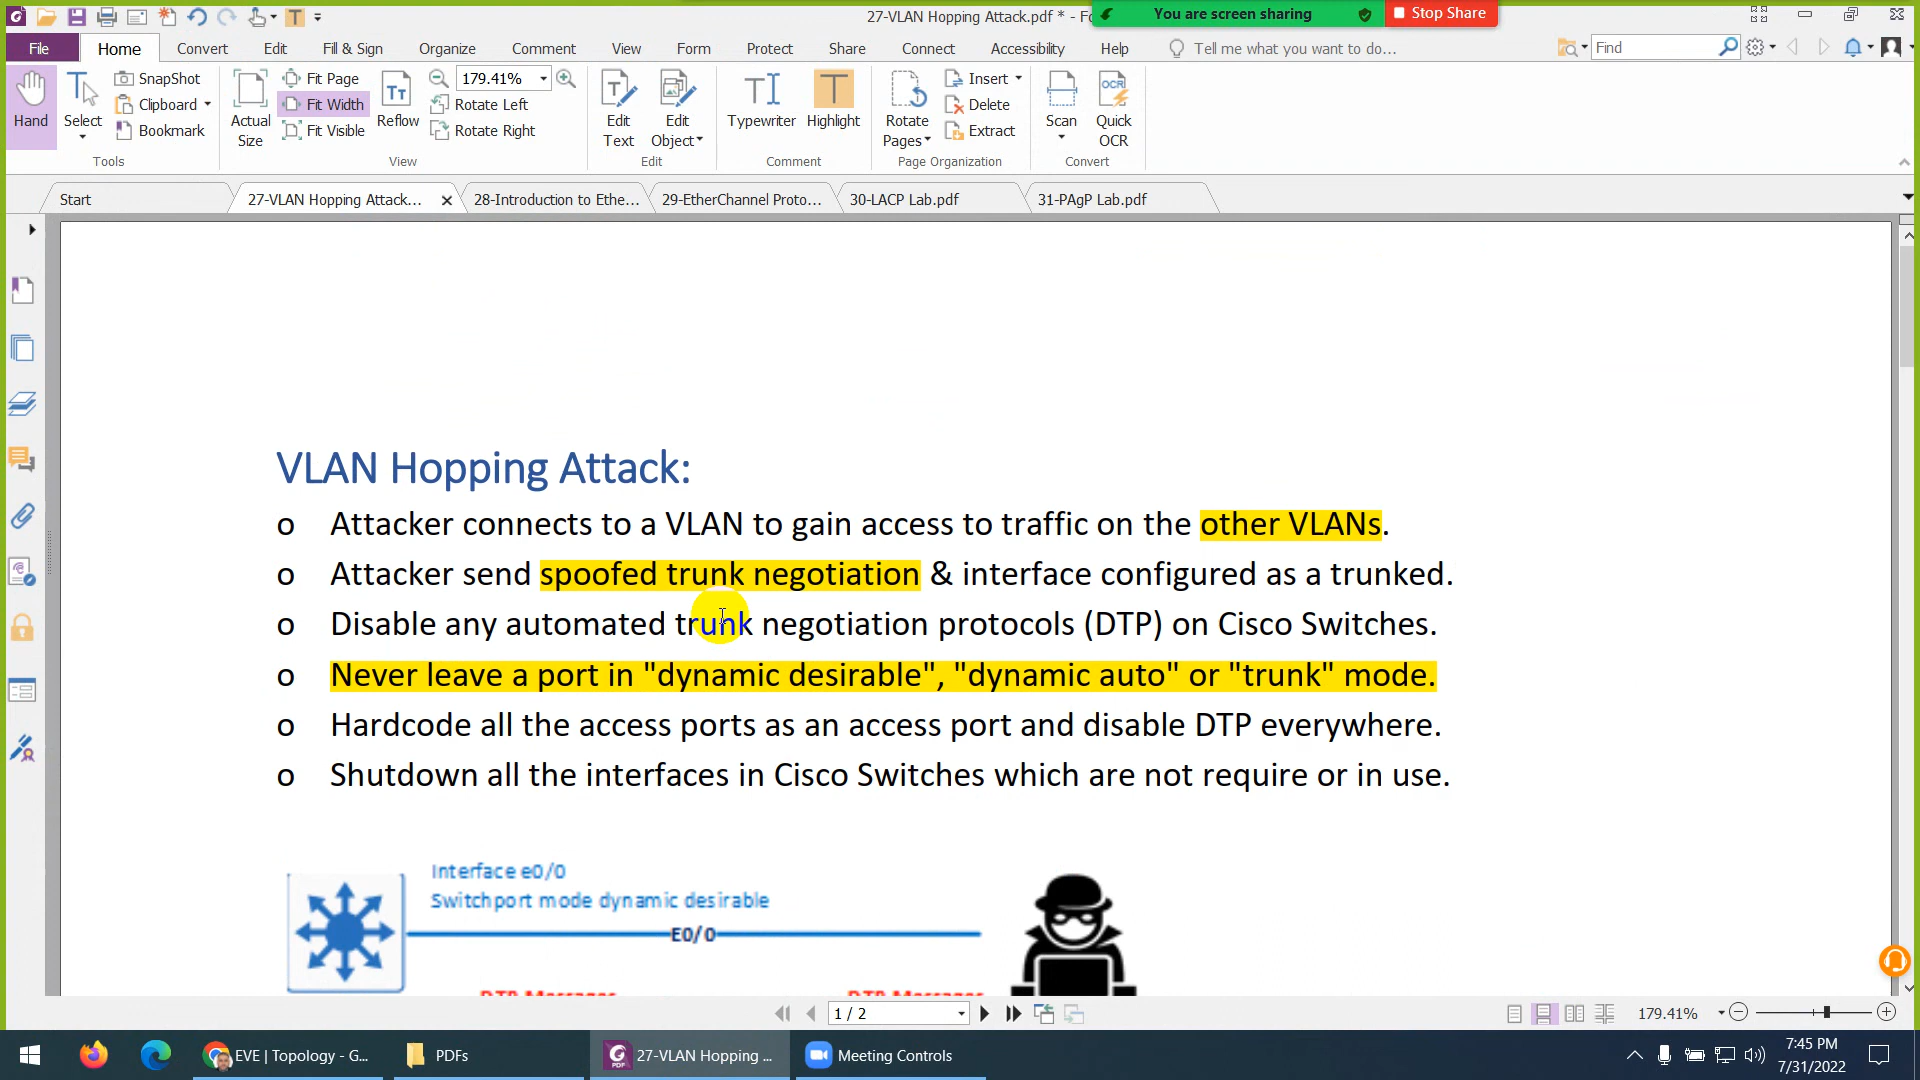 27-VLAN Hopping Attack.pdf * - Fo
You are screen sharing
Stop Share
File
Home
Convert
Edit
Fill & Sign
Organize
Comment
View
Form
Protect
Share
Connect
Accessibility
Help
Tell me what you want to do...
Find
Hand
Select
SnapShot
Clipboard
Bookmark
Tools
Actual
Size
Fit Page
Fit Width
Fit Visible
Reflow
179.41%
Rotate Left
Rotate Right
View
Edit
Text
Edit
Object
Edit
Typewriter
Highlight
Comment
Rotate
Pages
Insert
Delete
Extract
Page Organization
Scan
Quick
OCR
Convert
Start
27-VLAN Hopping Attack...
28-Introduction to Ethe...
29-EtherChannel Proto...
30-LACP Lab.pdf
31-PAgP Lab.pdf
VLAN Hopping Attack:
o Attacker connects to a VLAN to gain access to traffic on the other VLANs.
o Attacker send spoofed trunk negotiation & interface configured as a trunked.
o Disable any automated trunk negotiation protocols (DTP) on Cisco Switches.
o Never leave a port in "dynamic desirable", "dynamic auto" or "trunk" mode.
o Hardcode all the access ports as an access port and disable DTP everywhere.
o Shutdown all the interfaces in Cisco Switches which are not require or in use.
Interface e0/0
Switchport mode dynamic desirable
E0/0
DTP Messages
DTP Messages
1 / 2
179.41%
EVE | Topology - G...
PDFs
27-VLAN Hopping ...
Meeting Controls
7:45 PM
7/31/2022